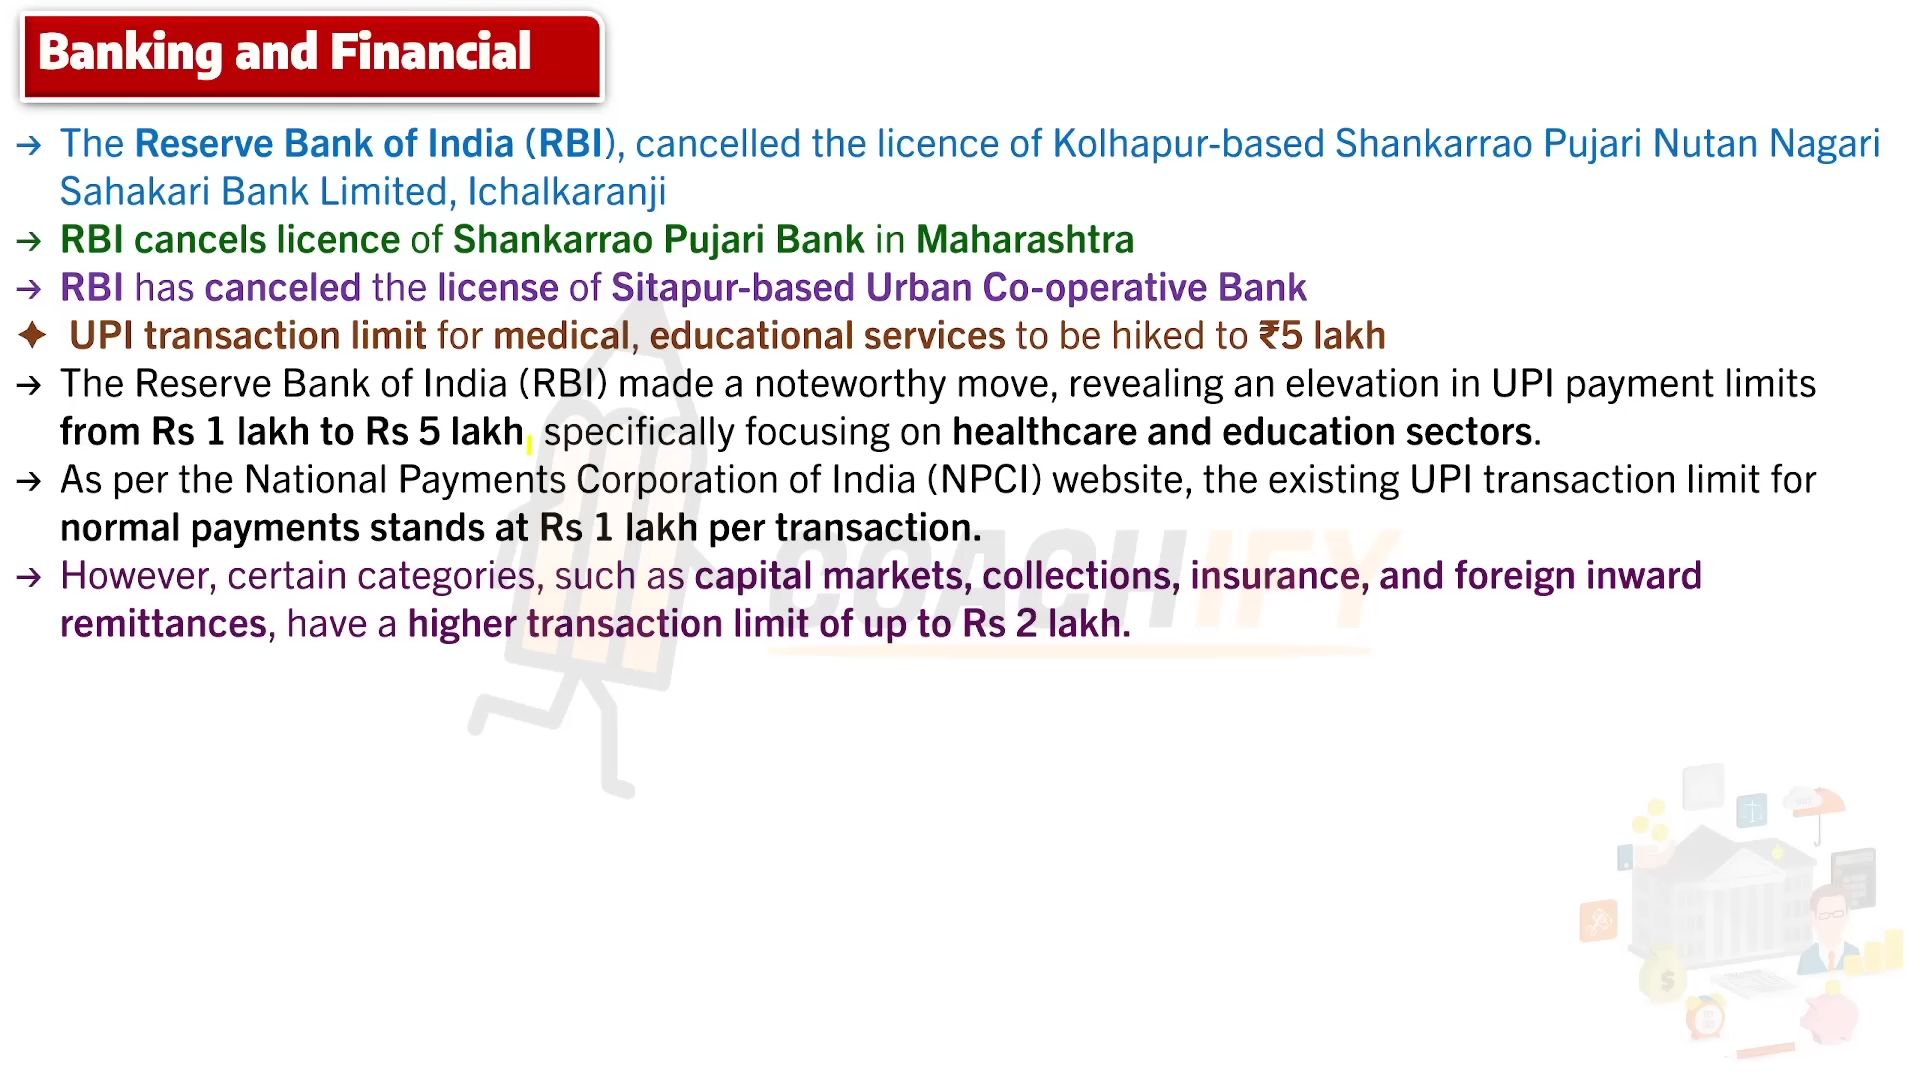 Banking and Financial
→ The Reserve Bank of India (RBI), cancelled the licence of Kolhapur-based Shankarrao Pujari Nutan Nagari
Sahakari Bank Limited, Ichalkaranji
→ RBI cancels licence of Shankarrao Pujari Bank in Maharashtra
→ RBI has canceled the license of Sitapur-based Urban Co-operative Bank
✦ UPI transaction limit for medical, educational services to be hiked to ₹5 lakh
→ The Reserve Bank of India (RBI) made a noteworthy move, revealing an elevation in UPI payment limits
from Rs 1 lakh to Rs 5 lakh, specifically focusing on healthcare and education sectors.
→ As per the National Payments Corporation of India (NPCI) website, the existing UPI transaction limit for
normal payments stands at Rs 1 lakh per transaction.
→ However, certain categories, such as capital markets, collections, insurance, and foreign inward
remittances, have a higher transaction limit of up to Rs 2 lakh.
COACHIFY